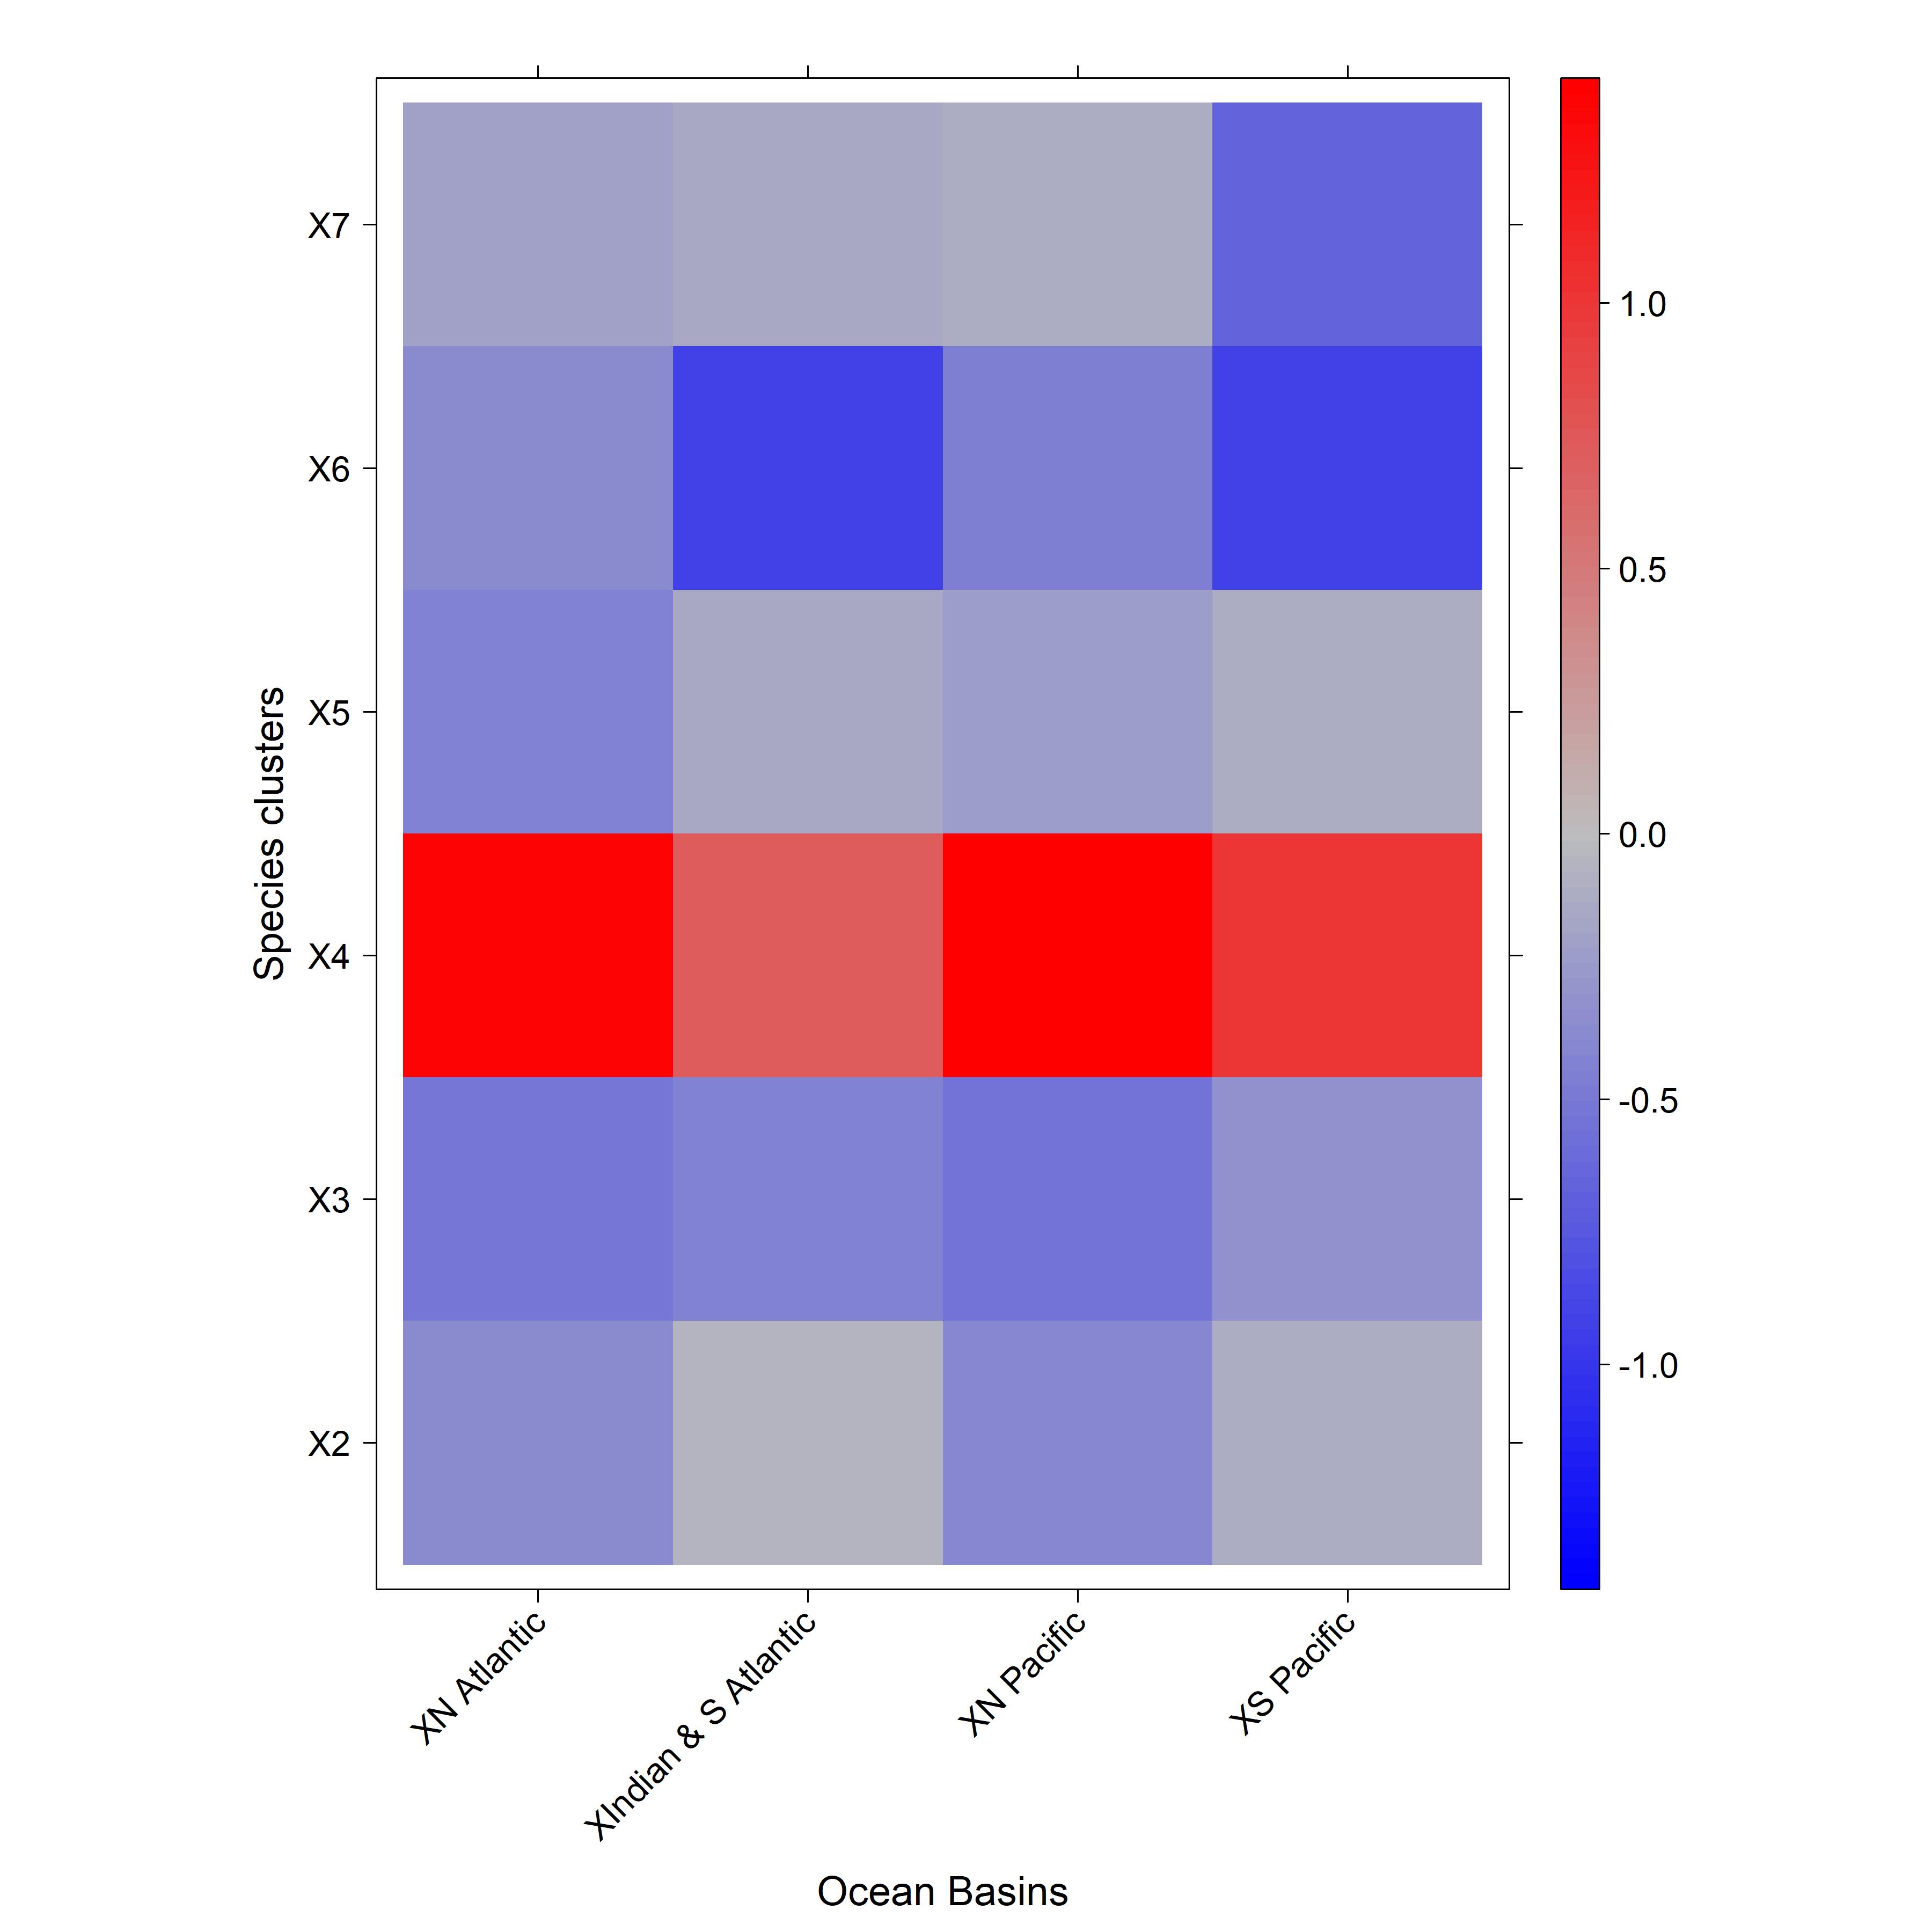 X7
X6
X5
X4
X3
X2
Species clusters
1.0
0.5
0.0
-0.5
-1.0
XN Atlantic
XIndian & S Atlantic
XN Pacific
XS Pacific
Ocean Basins